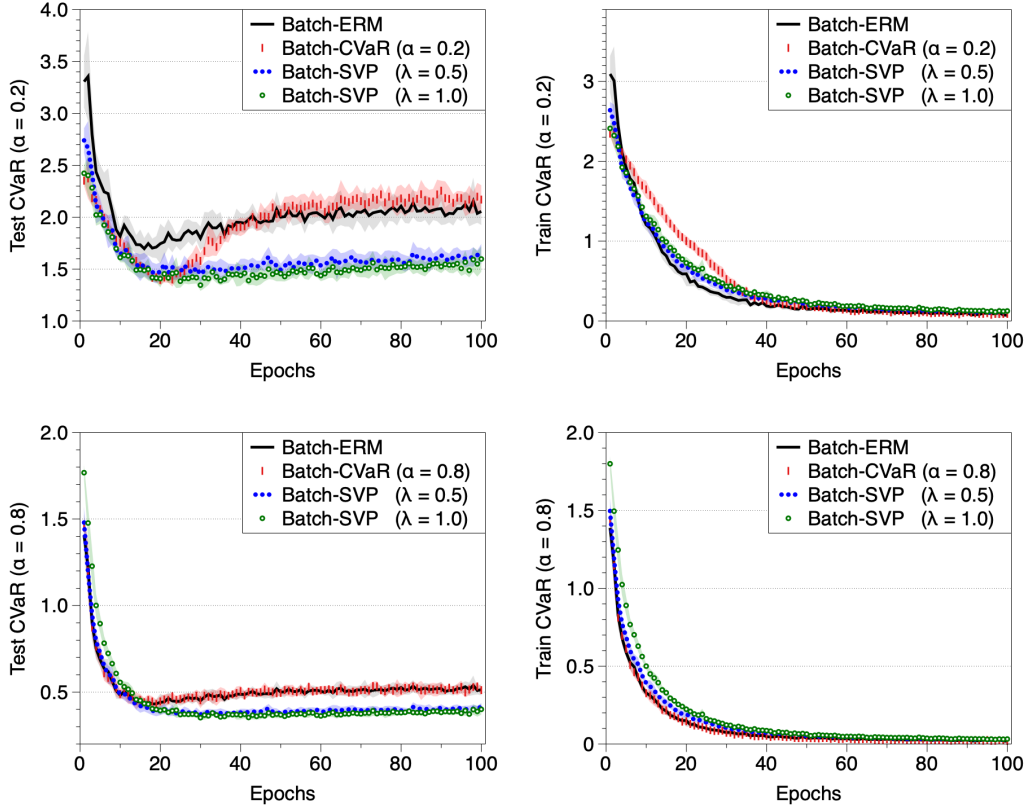 Test CVaR (α = 0.2)
4.0
3.5
3.0
2.5
2.0
1.5
1.0
Batch-ERM
Batch-CVaR (α = 0.2)
Batch-SVP (λ = 0.5)
Batch-SVP (λ = 1.0)
0 20 40 60 80 100
Epochs
Train CVaR (α = 0.2)
3
2
1
0
Batch-ERM
Batch-CVaR (α = 0.2)
Batch-SVP (λ = 0.5)
Batch-SVP (λ = 1.0)
0 20 40 60 80 100
Epochs
Test CVaR (α = 0.8)
2.0
1.5
1.0
0.5
Batch-ERM
Batch-CVaR (α = 0.8)
Batch-SVP (λ = 0.5)
Batch-SVP (λ = 1.0)
0 20 40 60 80 100
Epochs
Train CVaR (α = 0.8)
2.0
1.5
1.0
0.5
0
Batch-ERM
Batch-CVaR (α = 0.8)
Batch-SVP (λ = 0.5)
Batch-SVP (λ = 1.0)
0 20 40 60 80 100
Epochs